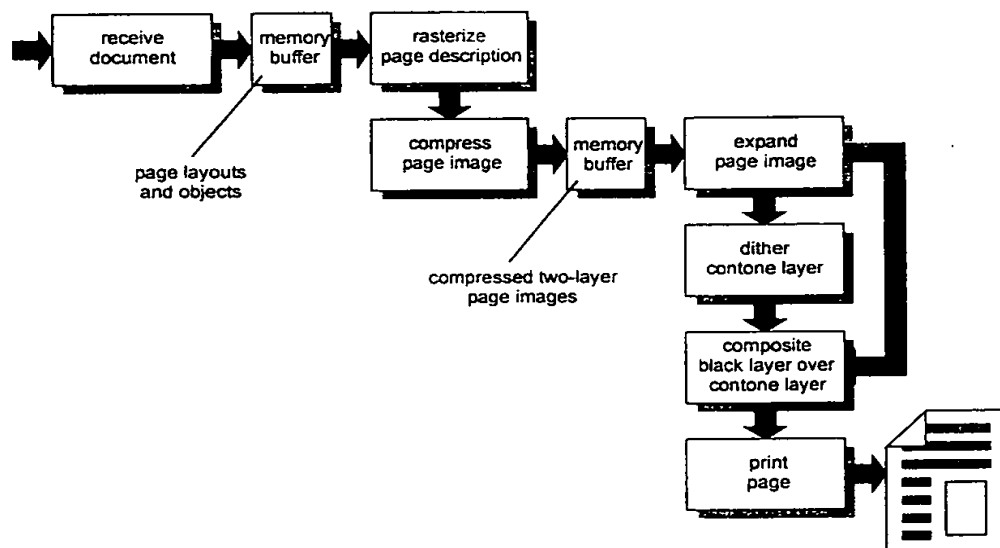 receive
document
memory
buffer
rasterize
page description
compress
page image
memory
buffer
expand
page image
page layouts
and objects
dither
contone layer
compressed two-layer
page images
composite
black layer over
contone layer
print
page